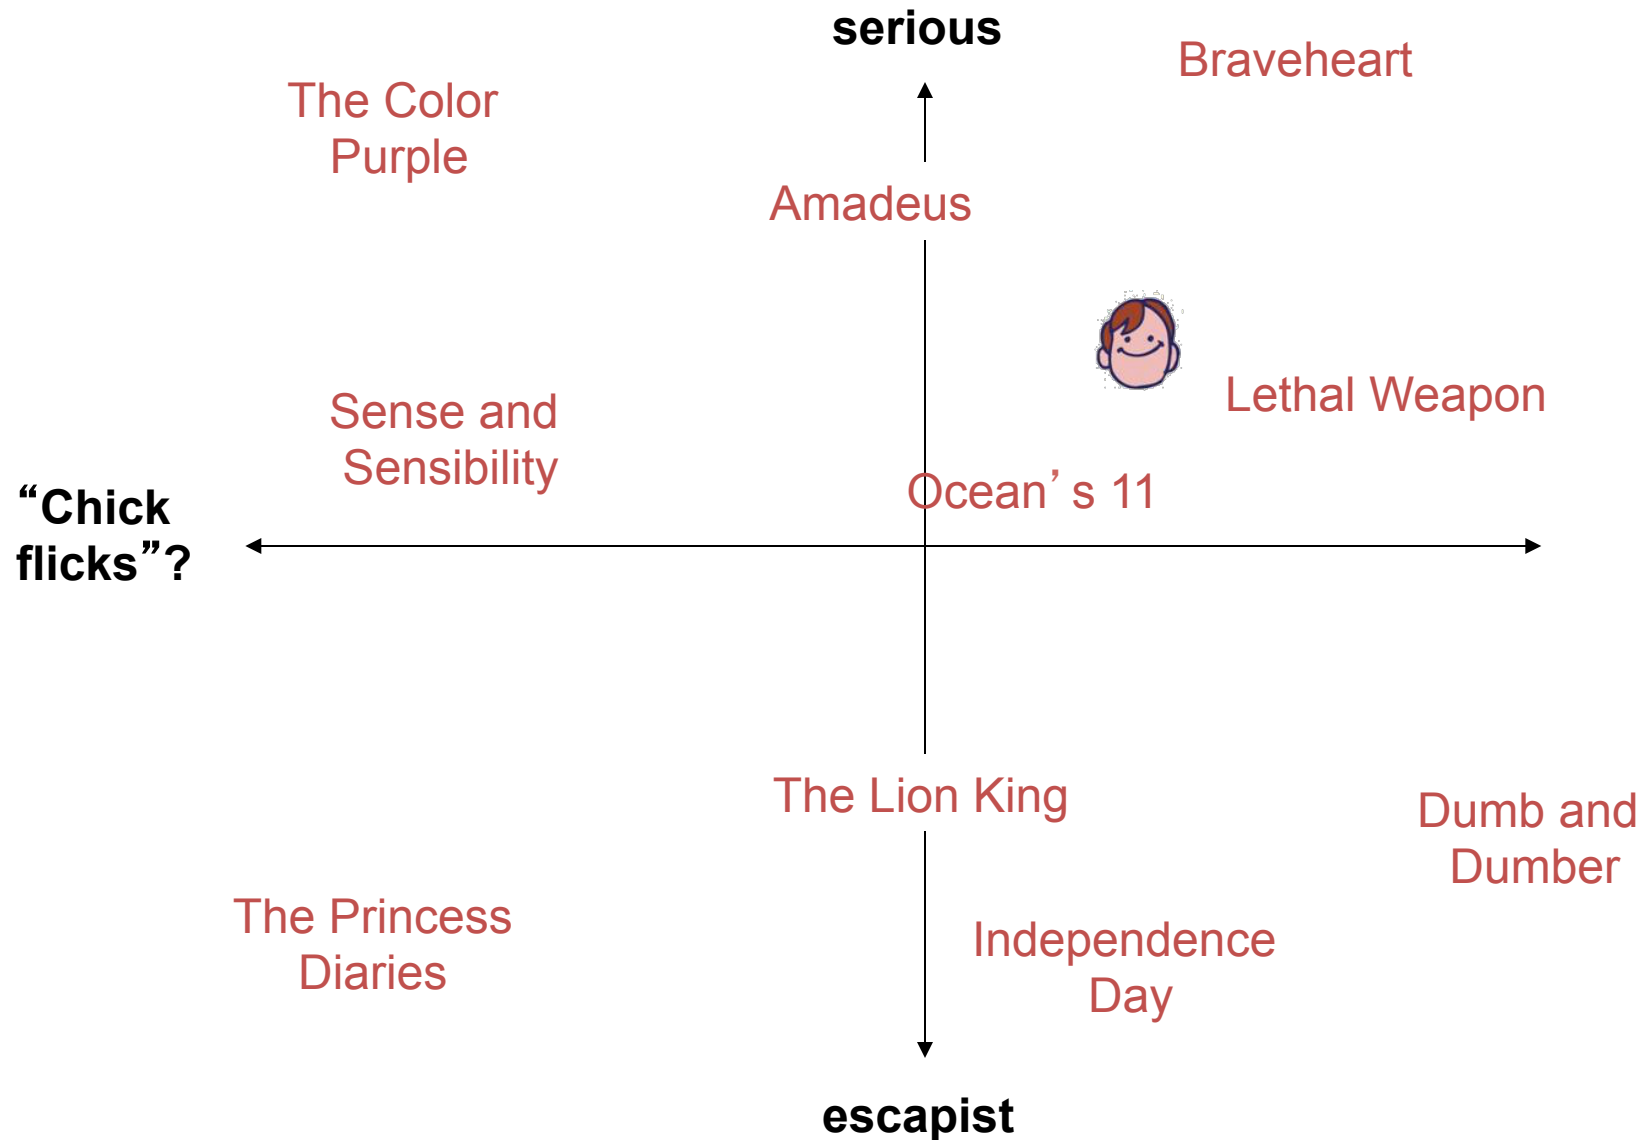 serious
Braveheart
The Color
Purple
Amadeus
Lethal Weapon
Sense and
Sensibility
Ocean’s 11
“Chick
flicks”?
The Lion King
Dumb and
Dumber
The Princess
Diaries
Independence
Day
escapist